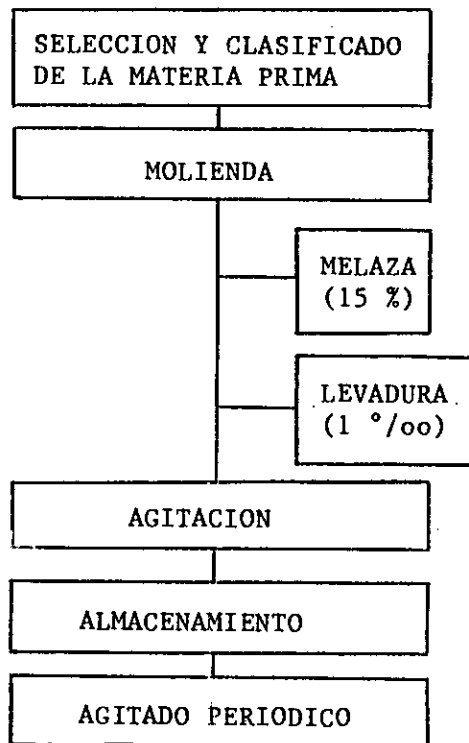 SELECCION Y CLASIFICADO
DE LA MATERIA PRIMA
MOLIENDA
MELAZA
(15 %)
LEVADURA
(1 °/oo)
AGITACION
ALMACENAMIENTO
AGITADO PERIODICO